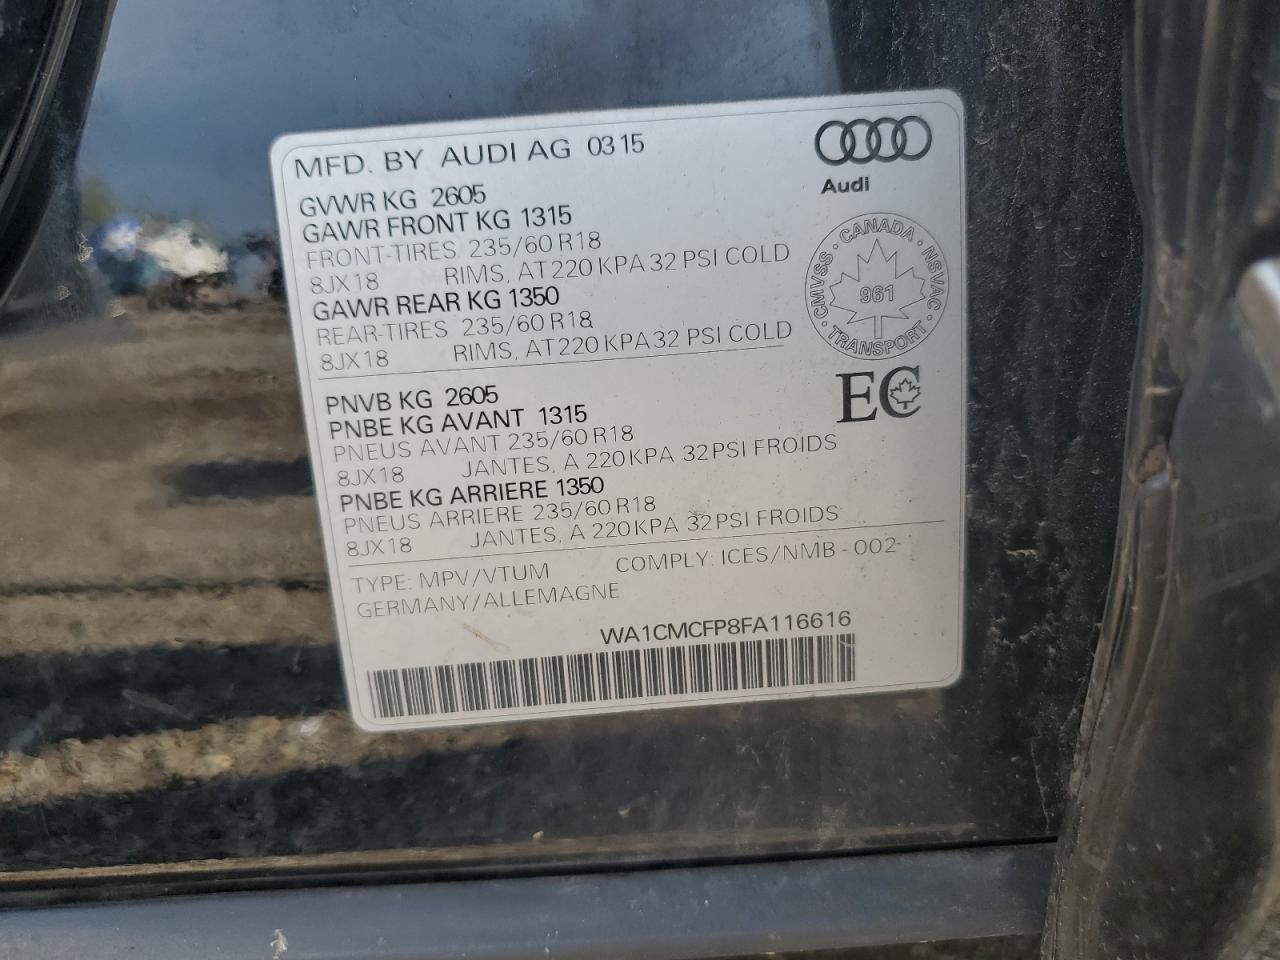 MFD. BY AUDI AG 0315
Audi
GVWR KG 2605
GAWR FRONT KG 1315
FRONT-TIRES 235/60 R18
8JX18 RIMS, AT 220 KPA 32 PSI COLD
GAWR REAR KG 1350
REAR-TIRES 235/60 R18
8JX18 RIMS, AT 220 KPA 32 PSI COLD
CMVSS · CANADA · NSVAC · TRANSPORT ·
961
EC
PNVB KG 2605
PNBE KG AVANT 1315
PNEUS AVANT 235/60 R18
8JX18 JANTES, A 220 KPA 32 PSI FROIDS
PNBE KG ARRIERE 1350
PNEUS ARRIERE 235/60 R18
8JX18 JANTES, A 220 KPA 32 PSI FROIDS
TYPE: MPV/VTUM COMPLY: ICES/NMB-002
GERMANY/ALLEMAGNE
WA1CMCFP8FA116616